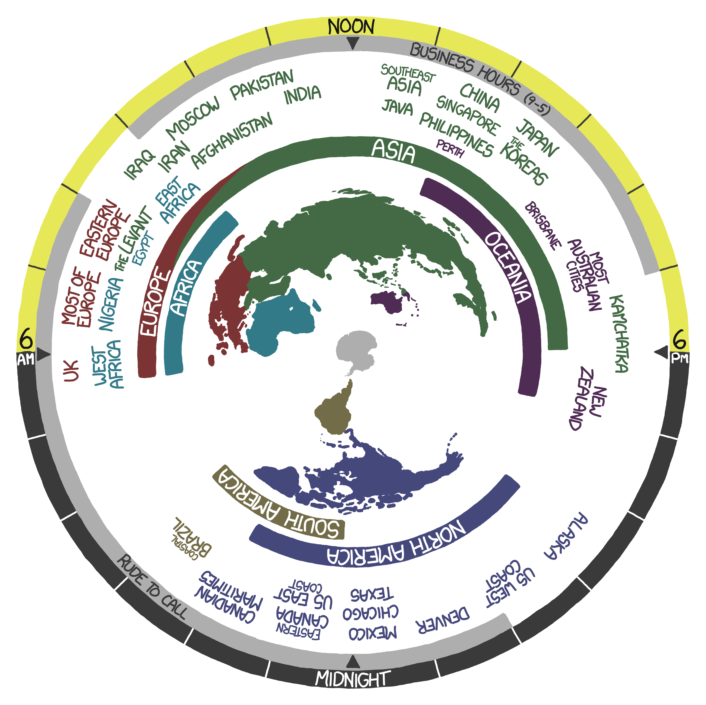 NOON
BUSINESS HOURS (9-5)
PAKISTAN
INDIA
MOSCOW
IRAN
AFGHANISTAN
IRAQ
SOUTHEAST
ASIA
CHINA
JAVA
SINGAPORE
PHILIPPINES
PERTH
JAPAN
THE
KOREAS
ASIA
EAST
AFRICA
EASTERN
EUROPE
THE LEVANT
EGYPT
MOST OF
EUROPE
NIGERIA
EUROPE
AFRICA
OCEANIA
BRISBANE
MOST
AUSTRALIAN
CITIES
KAMCHATKA
6
AM
6
PM
UK
WEST
AFRICA
NEW
ZEALAND
SOUTH AMERICA
NORTH AMERICA
COASTAL
BRAZIL
RUDE TO CALL
CANADIAN
MARITIMES
US EAST
COAST
EASTERN
CANADA
TEXAS
CHICAGO
MEXICO
DENVER
US WEST
COAST
ALASKA
MIDNIGHT